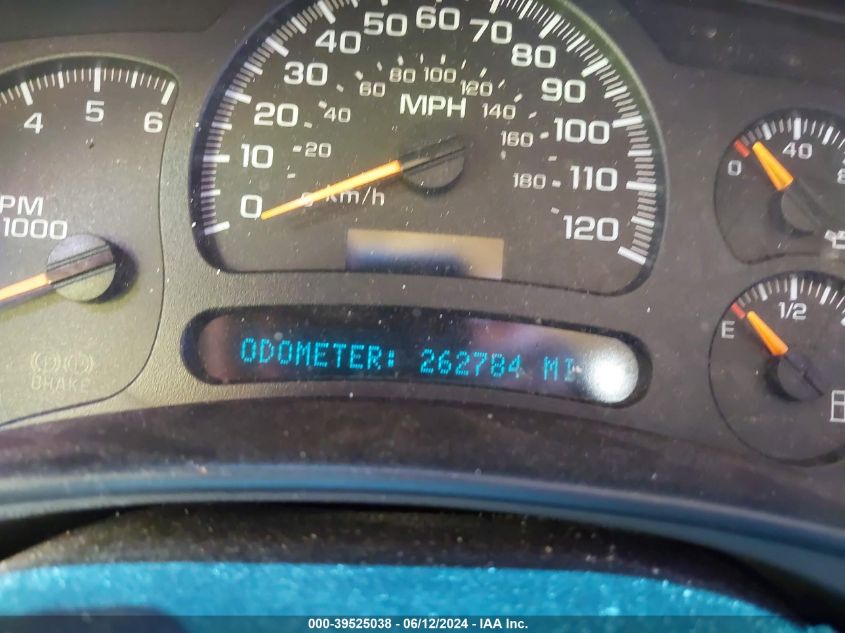 4 5 6
PM
1000
BRAKE
0 10 20 30 40 50 60 70 80 90 100 110 120
20 40 60 80 100 120 140 160 180
MPH
km/h
ODOMETER: 262784 MI
0 40 8
E 1/2
000-39525038 - 06/12/2024 - IAA Inc.